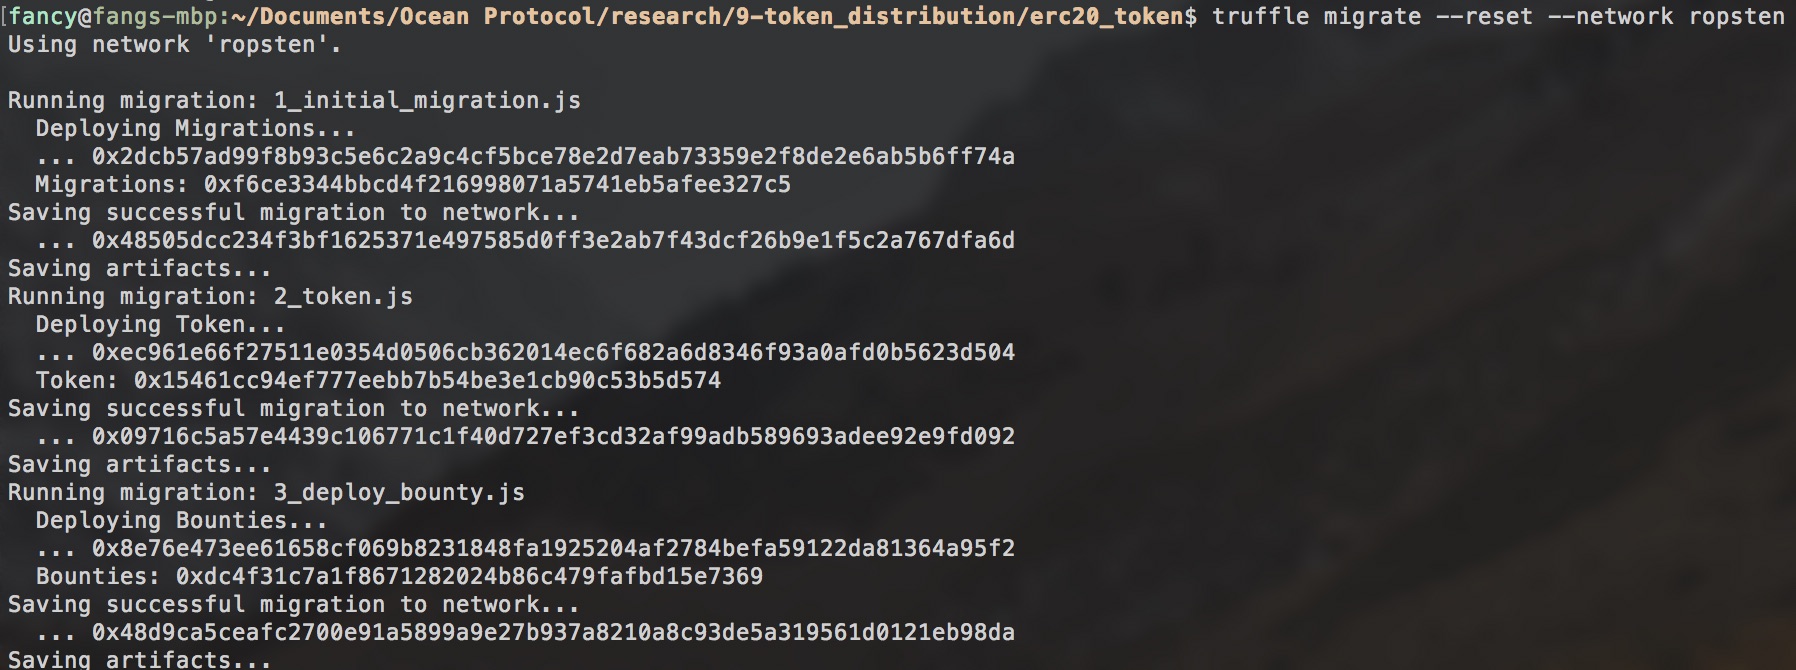 [fancy@fangs-mbp:~/Documents/Ocean Protocol/research/9-token_distribution/erc20_token$ truffle migrate --reset --network ropsten
Using network 'ropsten'.
Running migration: 1_initial_migration.js
Deploying Migrations...
... 0x2dcb57ad99f8b93c5e6c2a9c4cf5bce78e2d7eab73359e2f8de2e6ab5b6ff74a
Migrations: 0xf6ce3344bbcd4f216998071a5741eb5afee327c5
Saving successful migration to network...
... 0x48505dcc234f3bf1625371e497585d0ff3e2ab7f43dcf26b9e1f5c2a767dfa6d
Saving artifacts...
Running migration: 2_token.js
Deploying Token...
... 0xec961e66f27511e0354d0506cb362014ec6f682a6d8346f93a0afd0b5623d504
Token: 0x15461cc94ef777eebb7b54be3e1cb90c53b5d574
Saving successful migration to network...
... 0x09716c5a57e4439c106771c1f40d727ef3cd32af99adb589693adee92e9fd092
Saving artifacts...
Running migration: 3_deploy_bounty.js
Deploying Bounties...
... 0x8e76e473ee61658cf069b8231848fa1925204af2784befa59122da81364a95f2
Bounties: 0xdc4f31c7a1f8671282024b86c479fafbd15e7369
Saving successful migration to network...
... 0x48d9ca5ceafc2700e91a5899a9e27b937a8210a8c93de5a319561d0121eb98da
Saving artifacts...